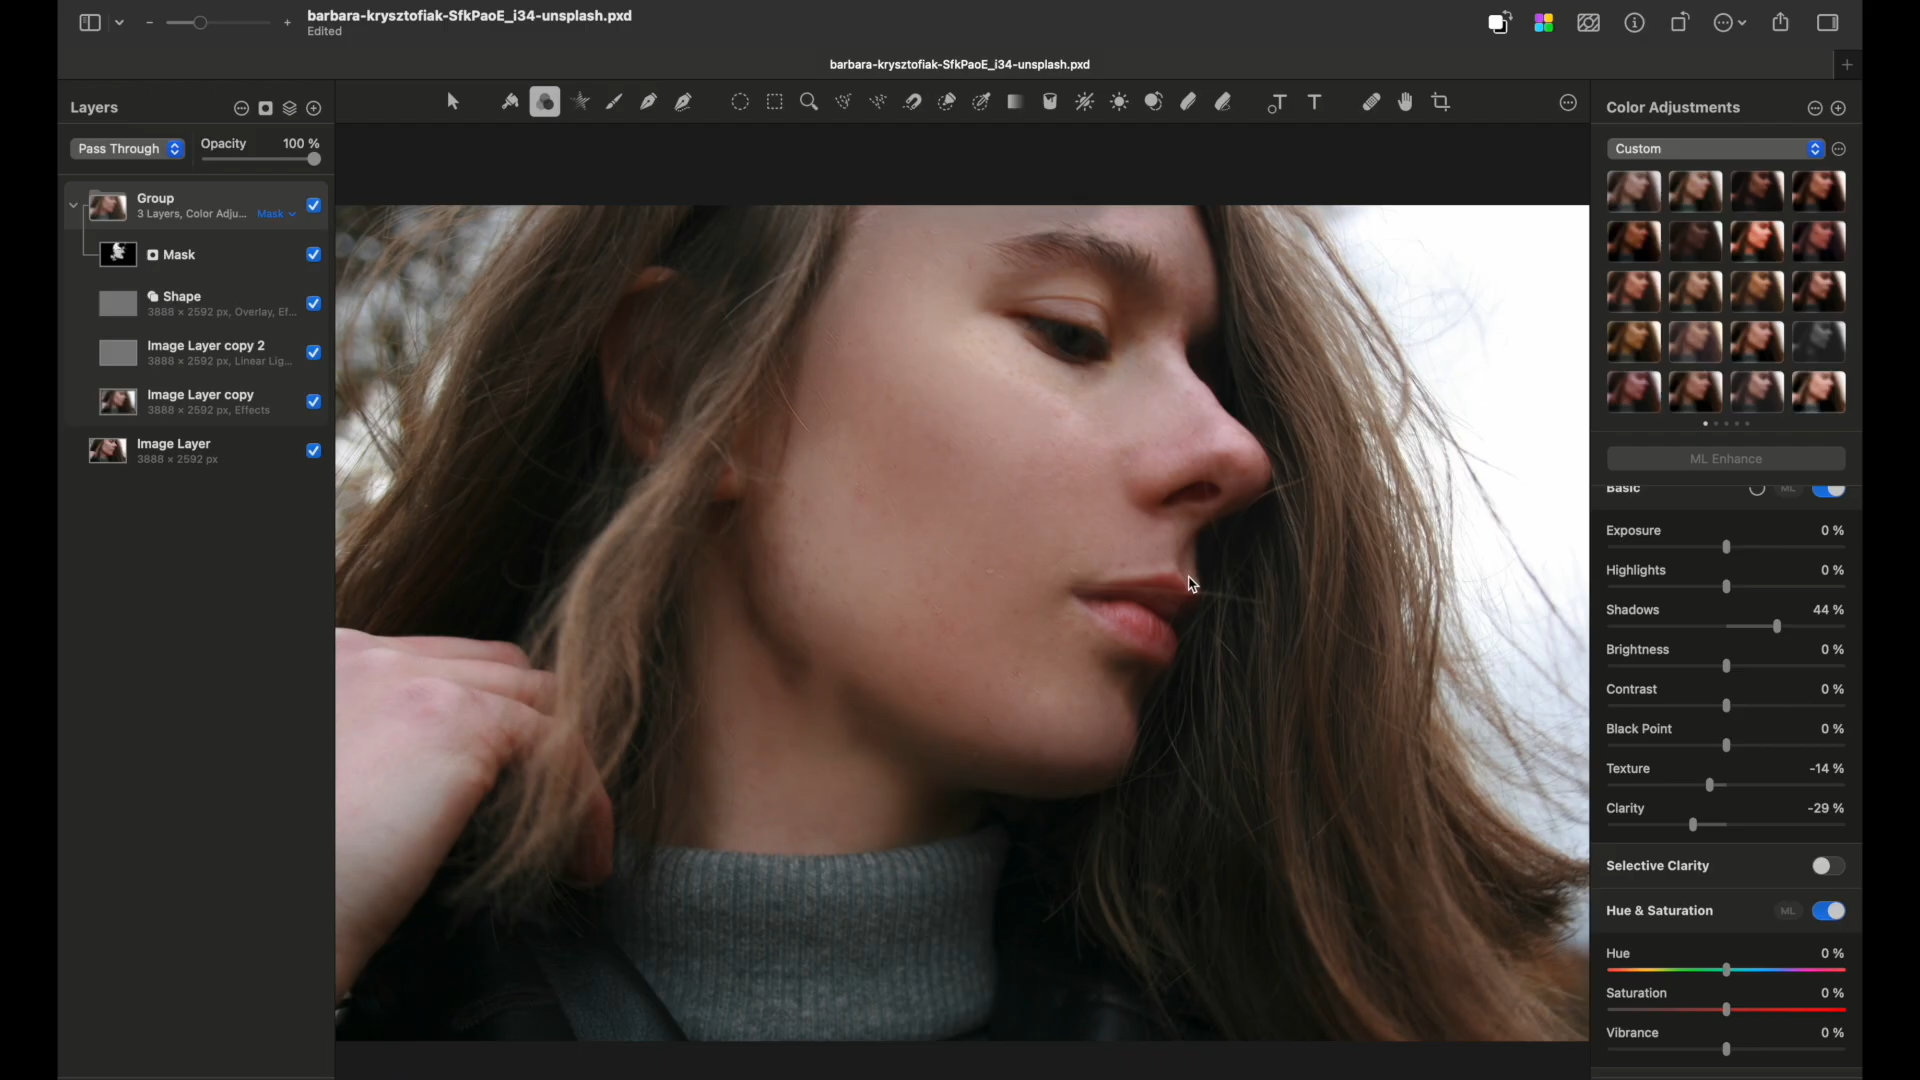 barbara-krysztofiak-SfkPaoE_i34-unsplash.pxd
Edited
barbara-krysztofiak-SfkPaoE_i34-unsplash.pxd
Layers
Pass Through
Opacity 100 %
Group
3 Layers, Color Adju... Mask
Mask
Shape
3888 × 2592 px, Overlay, Ef...
Image Layer copy 2
3888 × 2592 px, Linear Lig...
Image Layer copy
3888 × 2592 px, Effects
Image Layer
3888 × 2592 px
T T
Color Adjustments
Custom
ML Enhance
Basic ML
Exposure 0 %
Highlights 0 %
Shadows 44 %
Brightness 0 %
Contrast 0 %
Black Point 0 %
Texture -14 %
Clarity -29 %
Selective Clarity
Hue & Saturation ML
Hue 0 %
Saturation 0 %
Vibrance 0 %